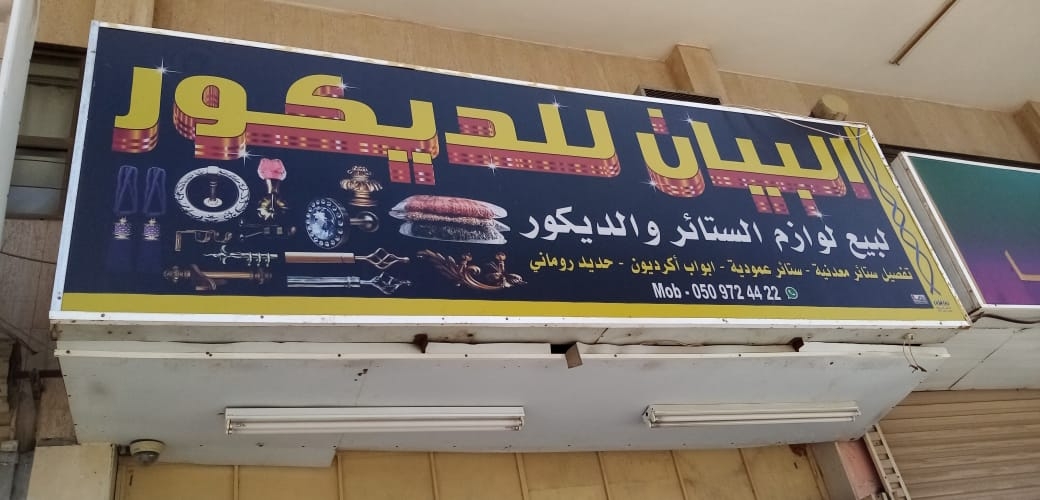 البيان للديكور
لبيع لوازم الستائر والديكور
تفصيل ستائر معدنية - ستائر عمودية - ابواب أكرديون - حديد روماني
Mob - 050 972 44 22